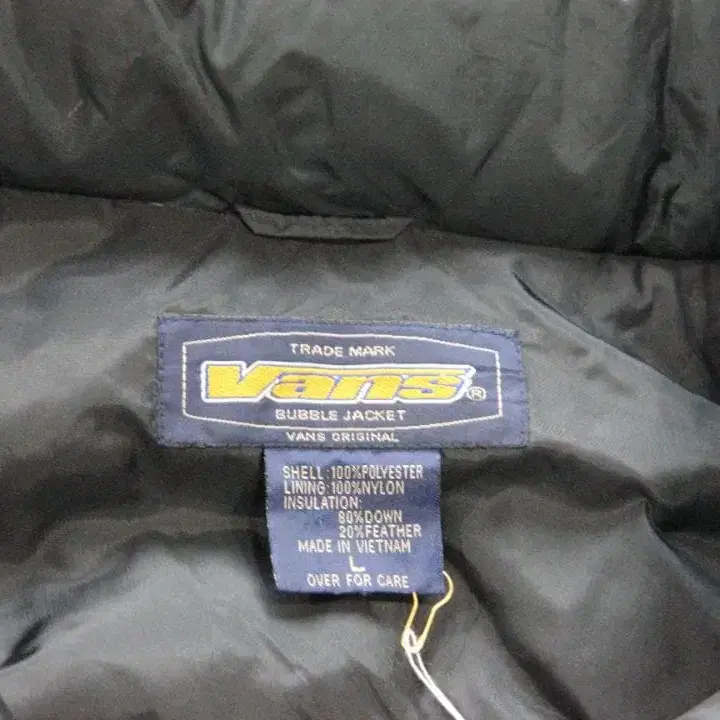 TRADE MARK
Vans®
BUBBLE JACKET
VANS ORIGINAL
SHELL:100%POLYESTER
LINING:100%NYLON
INSULATION:
80%DOWN
20%FEATHER
MADE IN VIETNAM
L
OVER FOR CARE